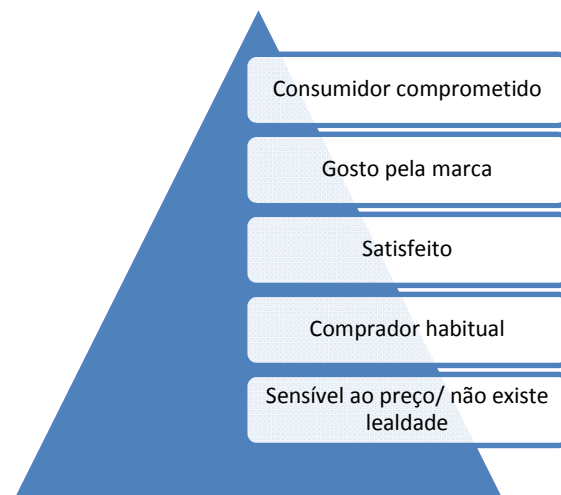 Consumidor comprometido
Gosto pela marca
Satisfeito
Comprador habitual
Sensível ao preço/ não existe
lealdade